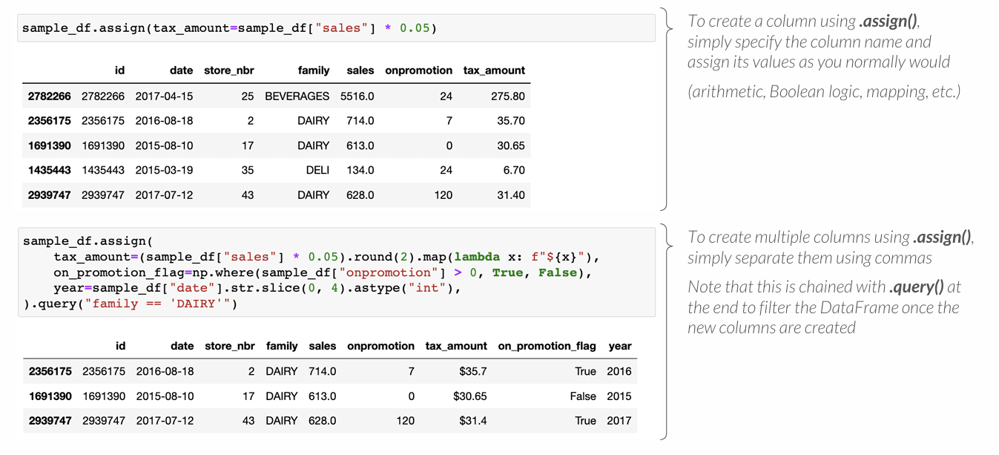 sample_df.assign(tax_amount=sample_df["sales"] * 0.05)
id date store_nbr family sales onpromotion tax_amount
2782266 2782266 2017-04-15 25 BEVERAGES 5516.0 24 275.80
2356175 2356175 2016-08-18 2 DAIRY 714.0 7 35.70
1691390 1691390 2015-08-10 17 DAIRY 613.0 0 30.65
1435443 1435443 2015-03-19 35 DELI 134.0 24 6.70
2939747 2939747 2017-07-12 43 DAIRY 628.0 120 31.40
To create a column using .assign(),
simply specify the column name and
assign its values as you normally would
(arithmetic, Boolean logic, mapping, etc.)
sample_df.assign(
    tax_amount=(sample_df["sales"] * 0.05).round(2).map(lambda x: f"${x}"),
    on_promotion_flag=np.where(sample_df["onpromotion"] > 0, True, False),
    year=sample_df["date"].str.slice(0, 4).astype("int"),
).query("family == 'DAIRY'")
id date store_nbr family sales onpromotion tax_amount on_promotion_flag year
2356175 2356175 2016-08-18 2 DAIRY 714.0 7 $35.7 True 2016
1691390 1691390 2015-08-10 17 DAIRY 613.0 0 $30.65 False 2015
2939747 2939747 2017-07-12 43 DAIRY 628.0 120 $31.4 True 2017
To create multiple columns using .assign(),
simply separate them using commas
Note that this is chained with .query() at
the end to filter the DataFrame once the
new columns are created